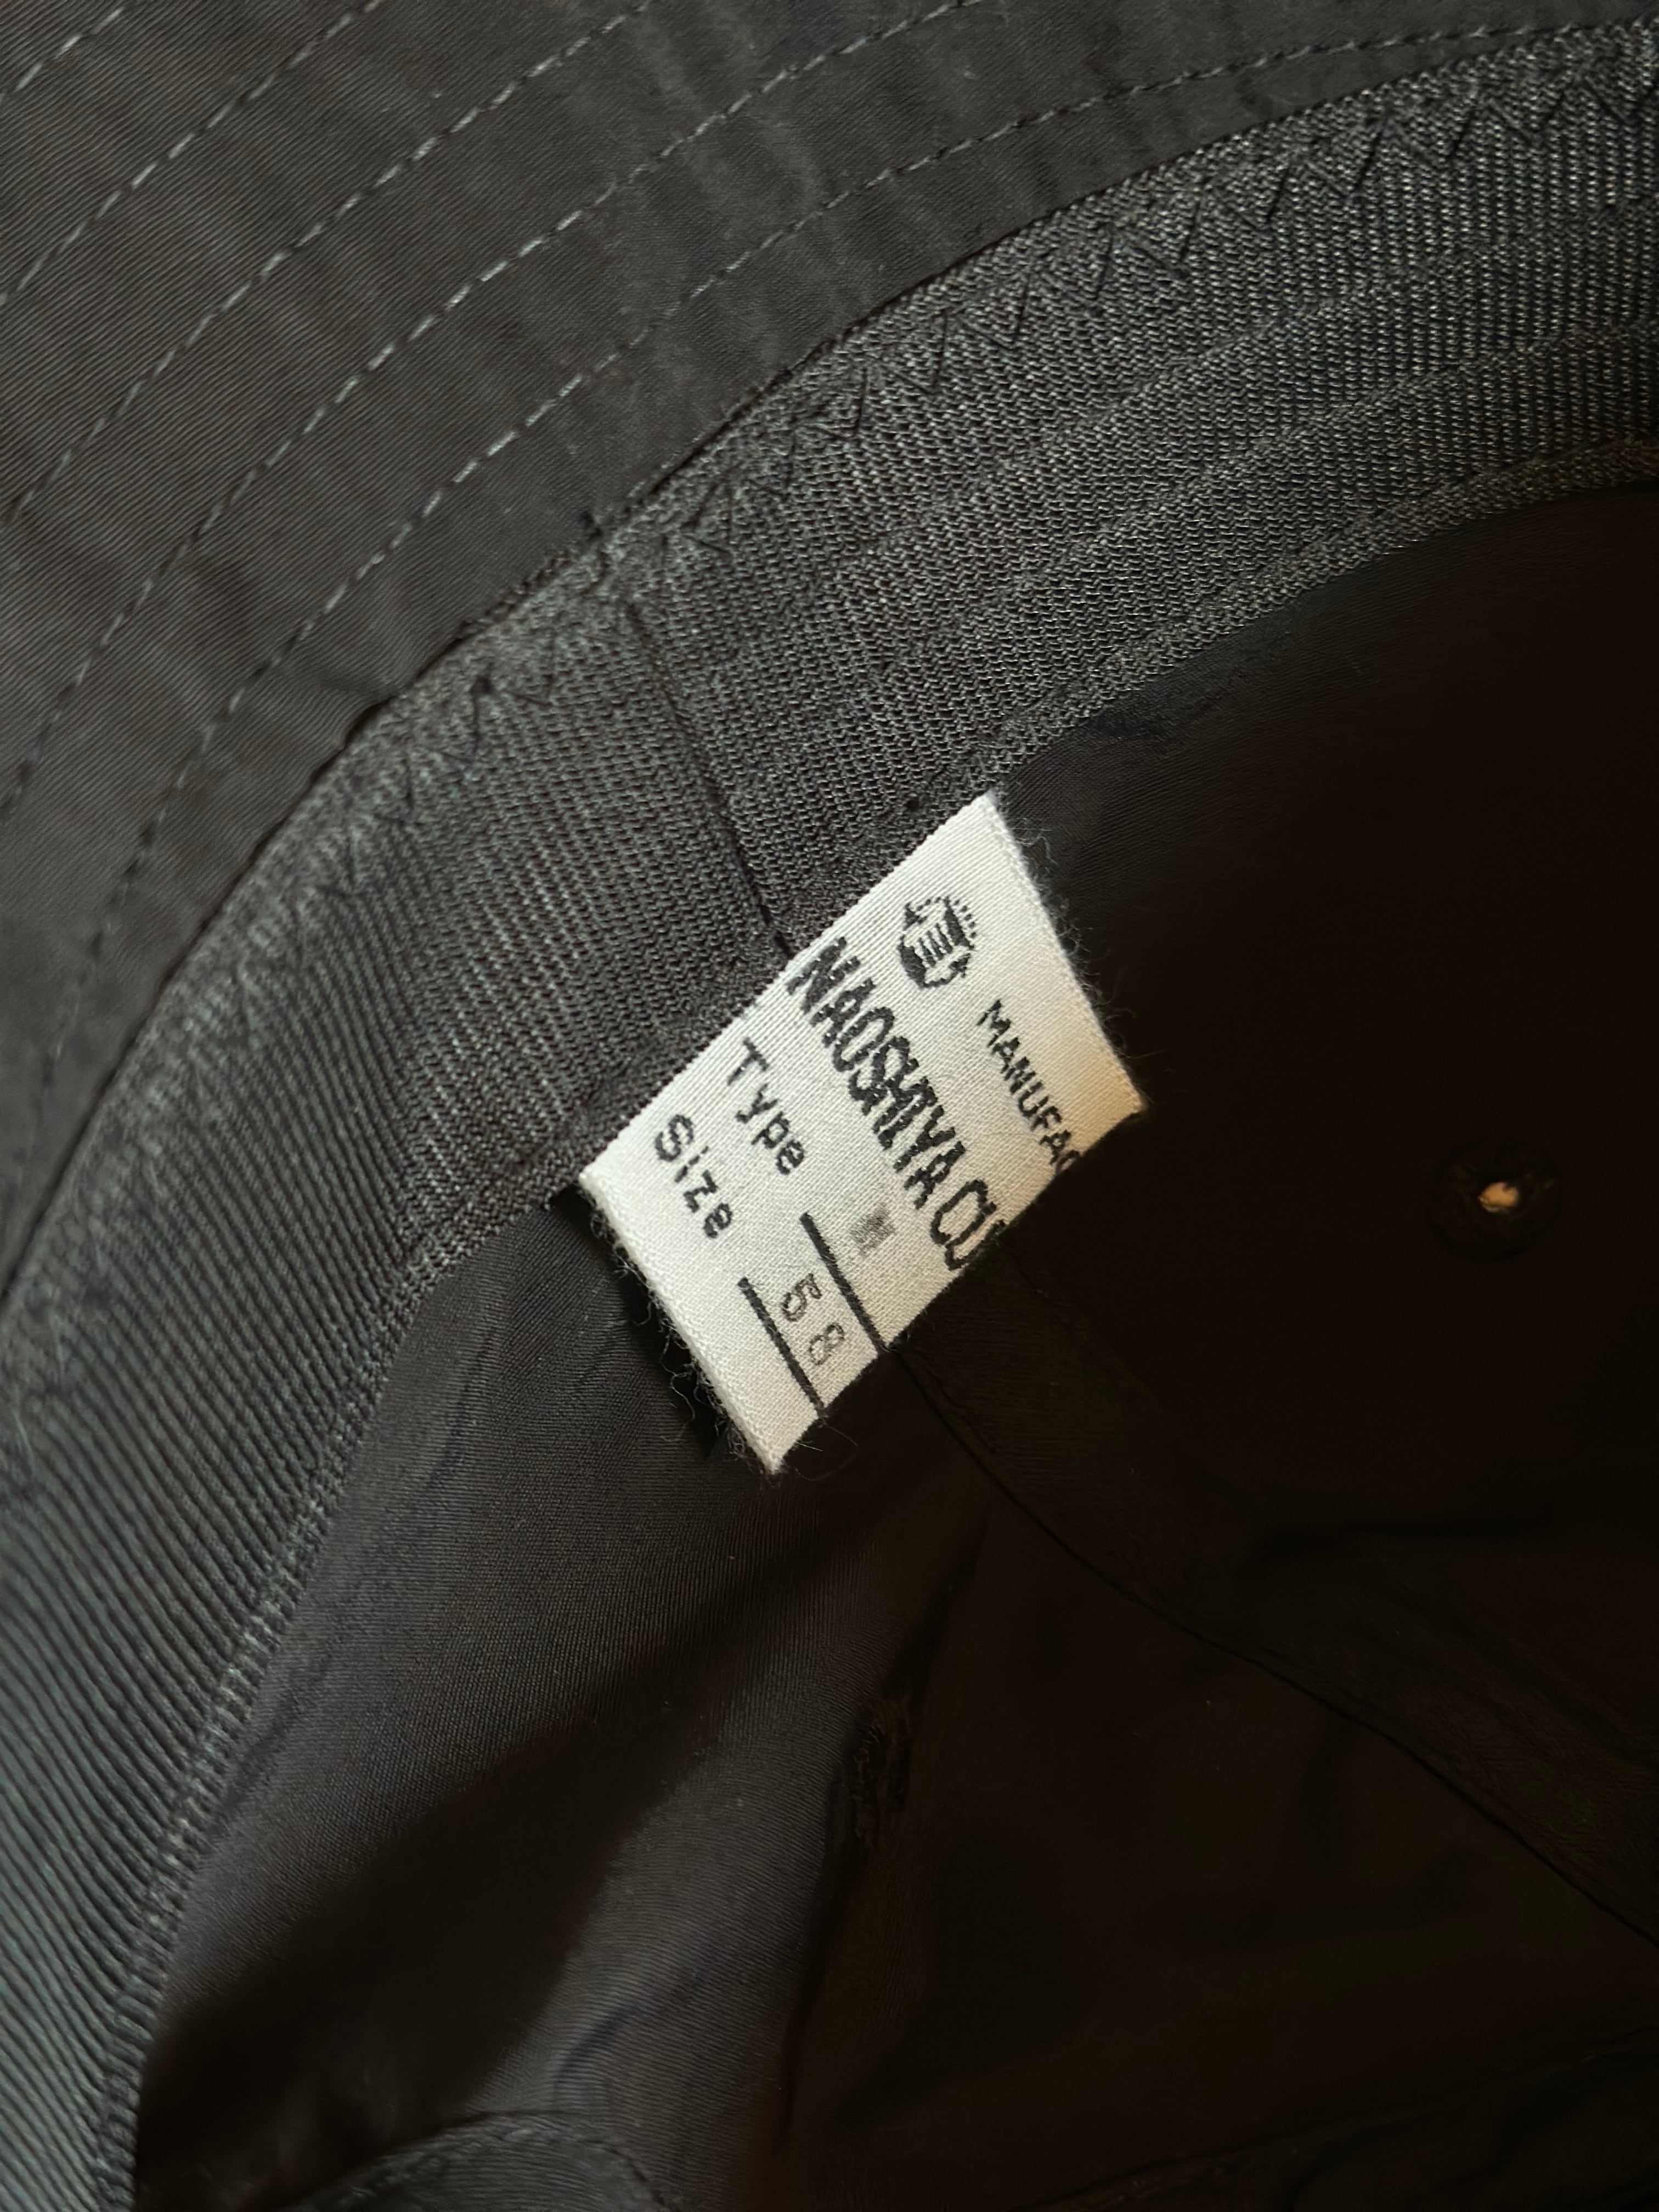 MANUFAC
NAOSHIYA CU
Type
Size 58